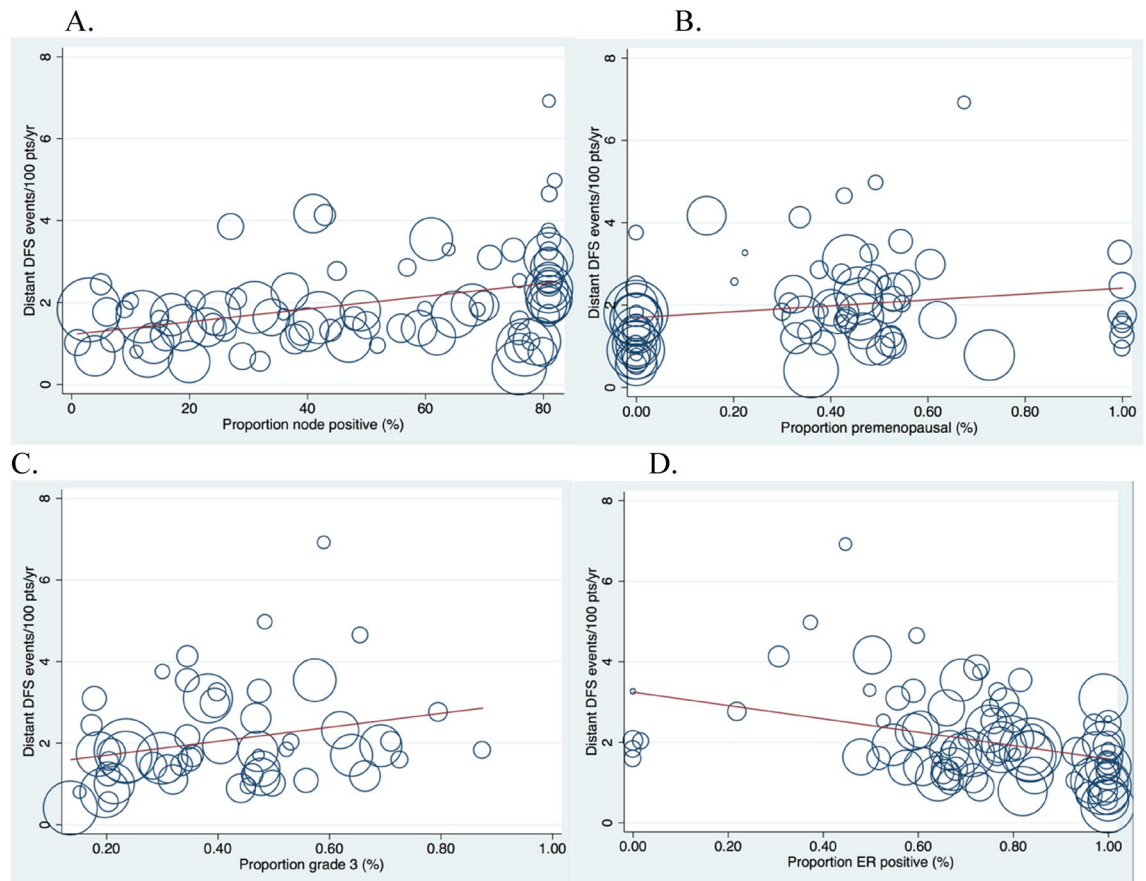 A.
B.
Distant DFS events/100 pts/yr
8
6
4
2
0
0 20 40 60 80
Proportion node positive (%)
Distant DFS events/100 pts/yr
8
6
4
2
0
0.00 0.20 0.40 0.60 0.80 1.00
Proportion premenopausal (%)
C.
D.
Distant DFS events/100 pts/yr
8
6
4
2
0
0.20 0.40 0.60 0.80 1.00
Proportion grade 3 (%)
Distant DFS events/100 pts/yr
8
6
4
2
0
0.00 0.20 0.40 0.60 0.80 1.00
Proportion ER positive (%)